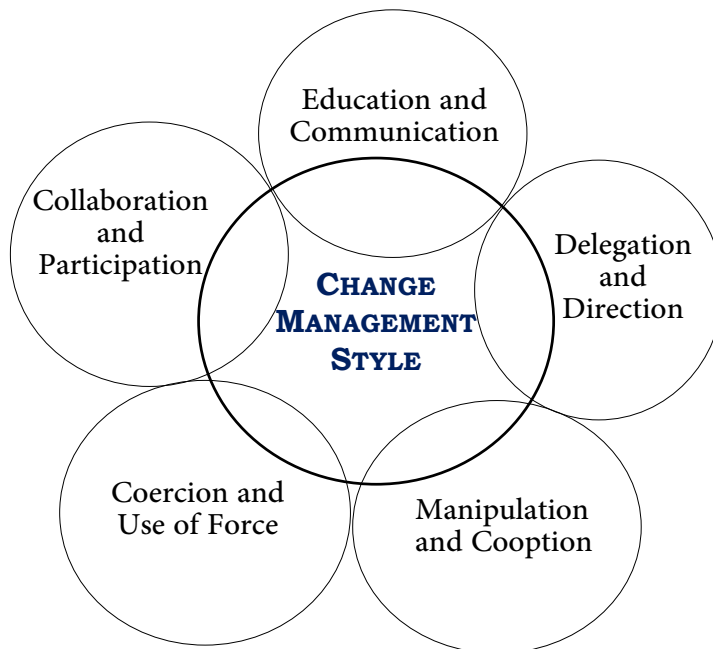 Education and
Communication
Collaboration
and
Participation
Delegation
and
Direction
CHANGE
MANAGEMENT
STYLE
Coercion and
Use of Force
Manipulation
and Cooption